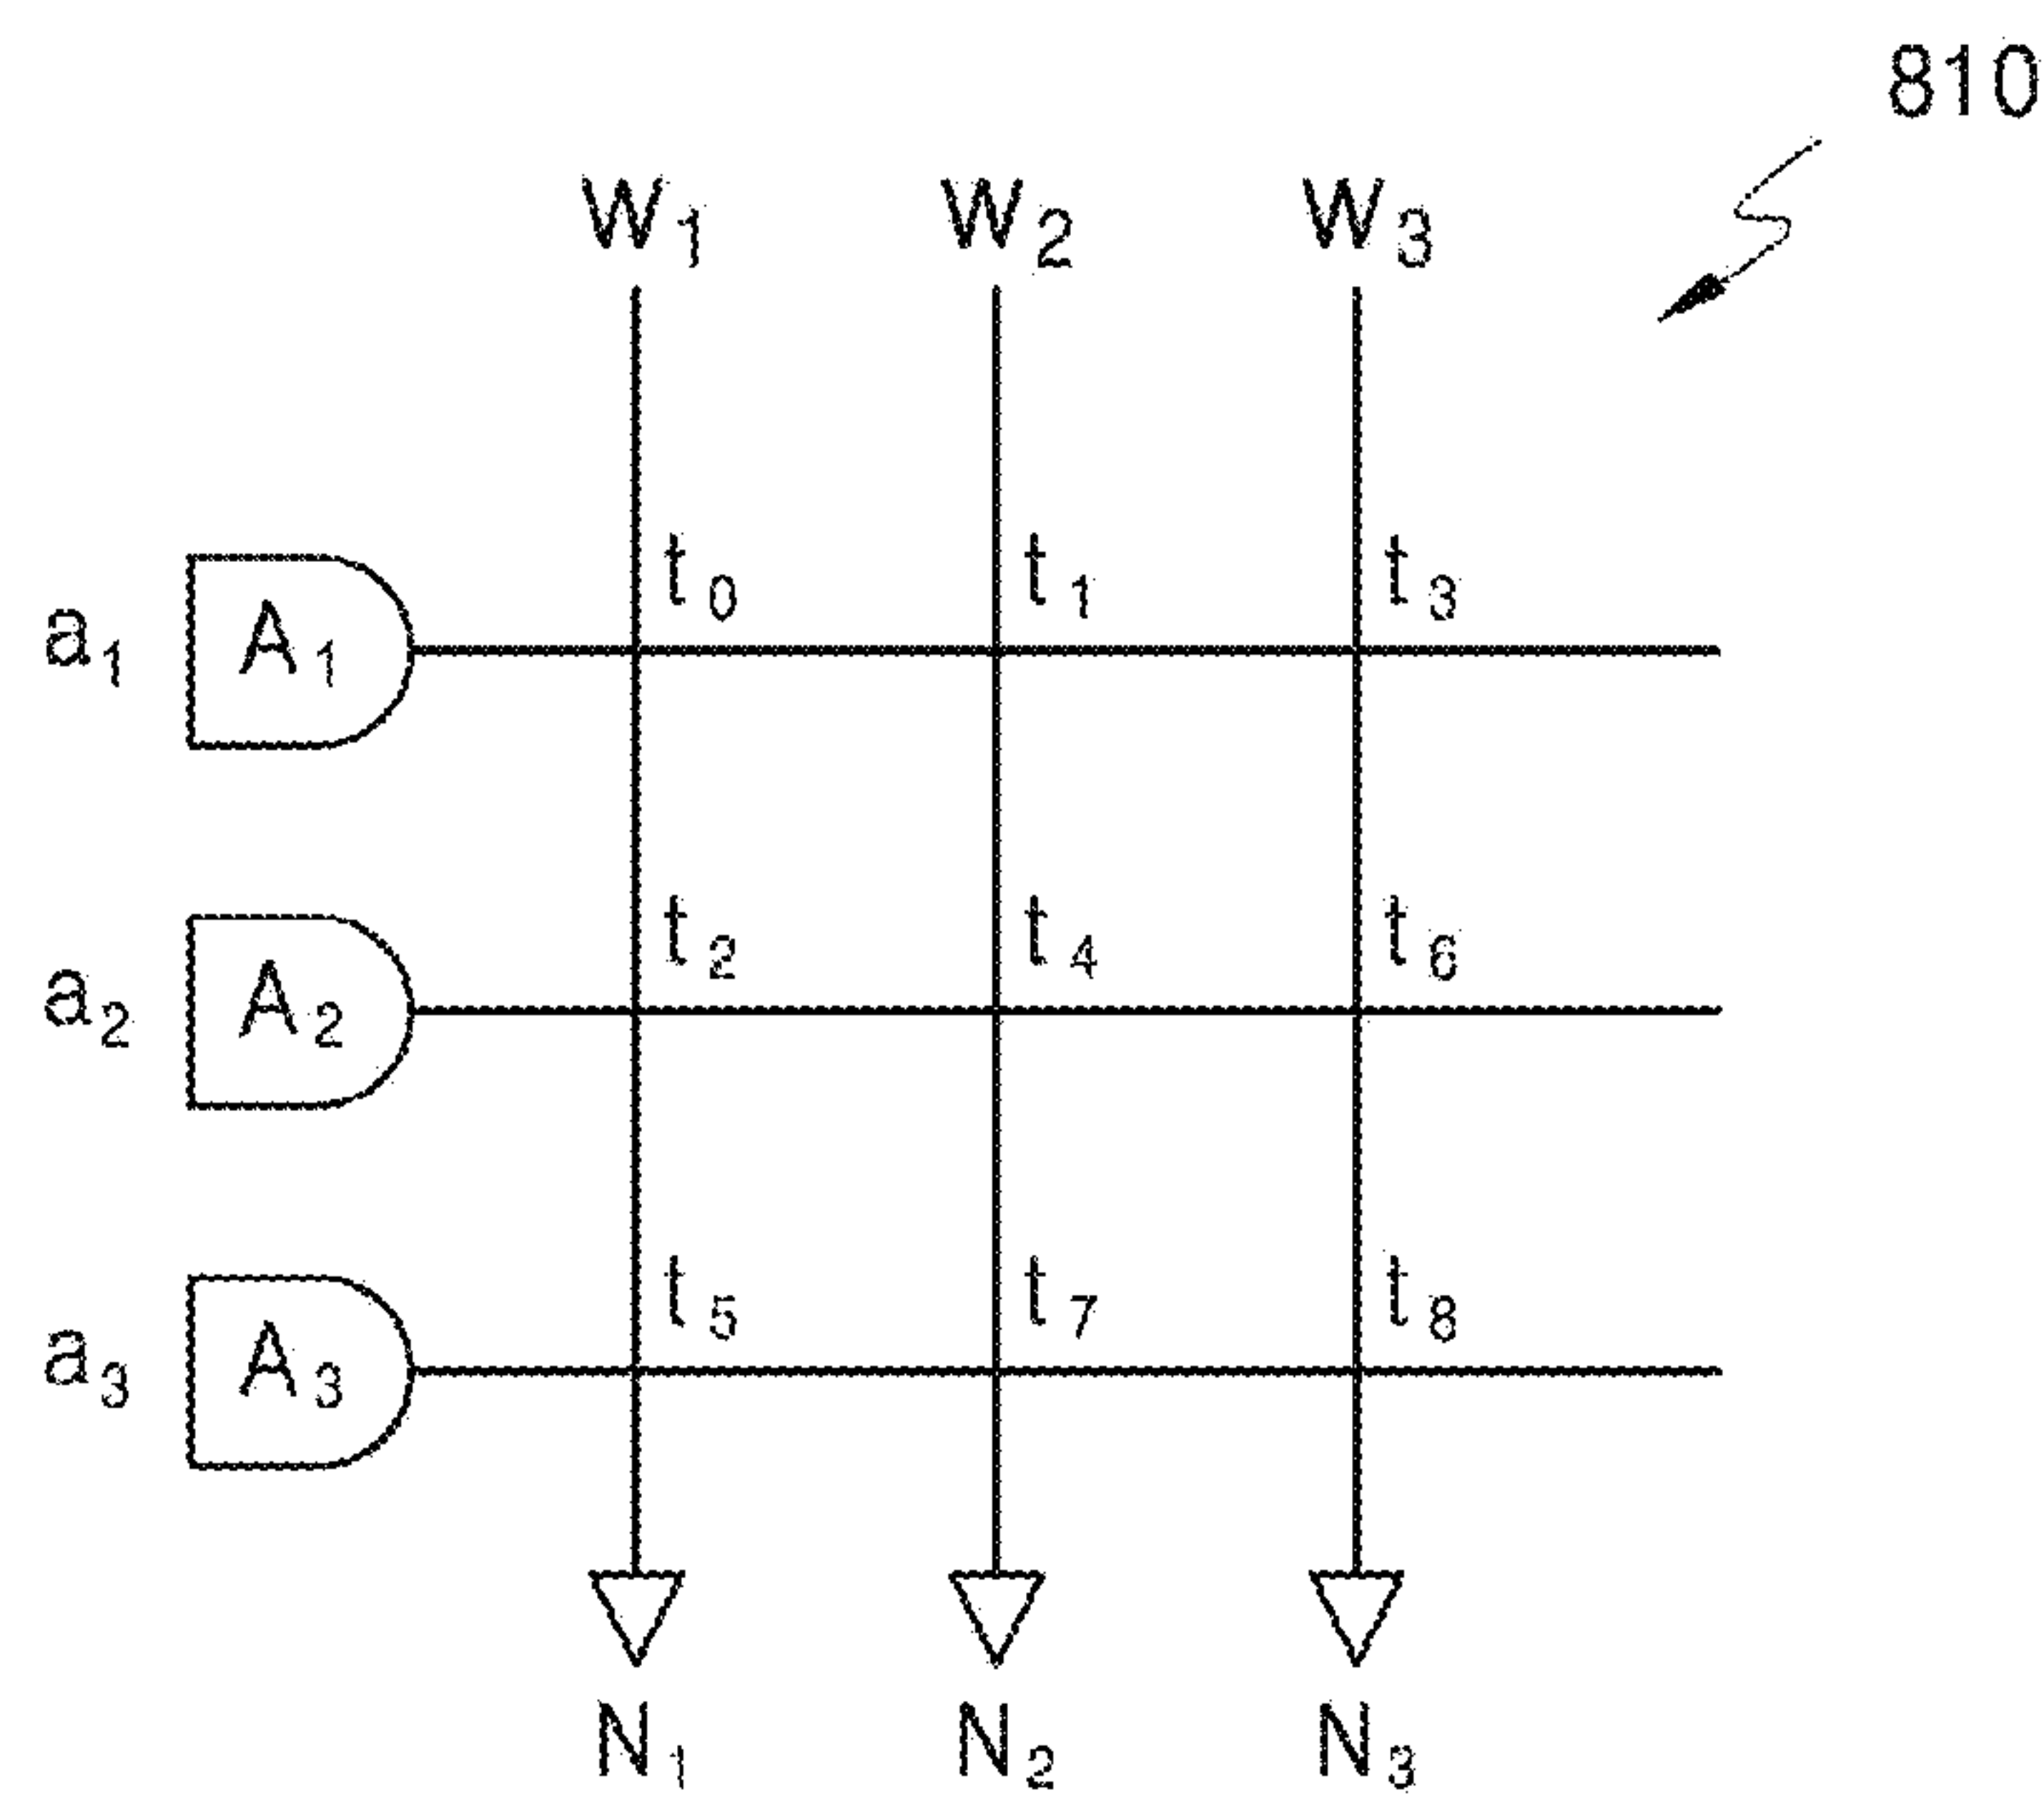 810
W1 W2 W3
t0 t1 t3
a1 A1
t2 t4 t6
a2 A2
t5 t7 t8
a3 A3
N1 N2 N3